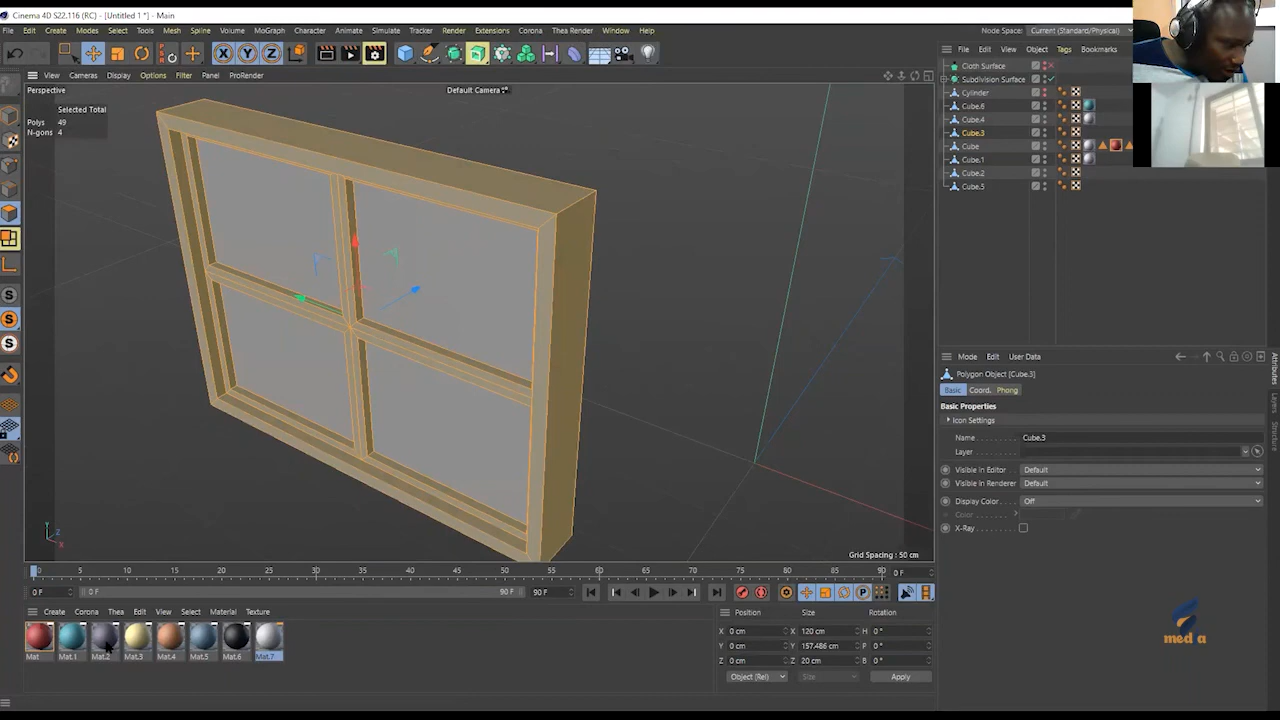 Cinema 4D S22.116 (RC) - [Untitled 1 *] - Main
File Edit Create Modes Select Tools Mesh Spline Volume MoGraph Character Animate Simulate Tracker Render Extensions Corona Thea Render Window Help Node Space: Current (Standard/Physical)
X Y Z
File Edit View Object Tags Bookmarks
View Cameras Display Options Filter Panel ProRender
Perspective Default Camera
Selected Total
Polys 49
N-gons 4
Cloth Surface
Subdivision Surface
Cylinder
Cube.6
Cube.4
Cube.3
Cube
Cube.1
Cube.2
Cube.5
Mode Edit User Data
Polygon Object [Cube.3]
Basic Coord. Phong
Basic Properties
Icon Settings
Name Cube.3
Layer
Visible in Editor Default
Visible in Renderer Default
Display Color Off
Color
X-Ray
Attributes Layers Structure
Y Z X
Grid Spacing : 50 cm
0 5 10 15 20 25 30 35 40 45 50 55 60 65 70 75 80 85 90 0 F
0 F 0 F 90 F 90 F
Create Corona Thea Edit View Select Material Texture
Mat Mat.1 Mat.2 Mat.3 Mat.4 Mat.5 Mat.6 Mat.7
Position Size Rotation
X 0 cm X 120 cm H 0 °
Y 0 cm Y 157.486 cm P 0 °
Z 0 cm Z 20 cm B 0 °
Object (Rel) Size Apply
med a